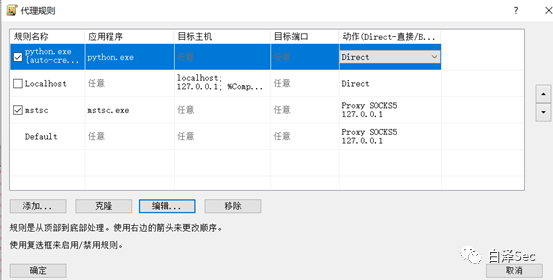 代理规则
规则名称 应用程序 目标主机 目标端口 动作(Direct-直接/B...
python.exe [auto-cre... python.exe 任意 任意 Direct
Localhost 任意 localhost; 127.0.0.1; %Comp... 任意 Direct
mstsc mstsc.exe 任意 任意 Proxy SOCKS5 127.0.0.1
Default 任意 任意 任意 Proxy SOCKS5 127.0.0.1
添加... 克隆 编辑... 移除
规则是从顶部到底部处理。使用右边的箭头来更改顺序。
使用复选框来启用/禁用规则。
确定 取消
白泽Sec